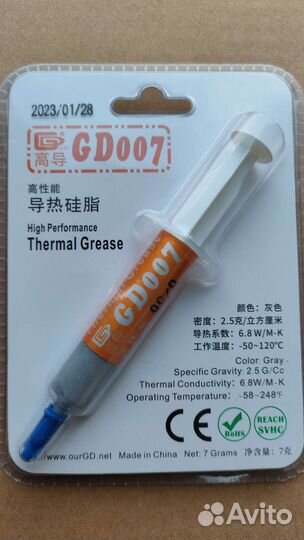 2023/01/28
GD
高导
GD007
高性能
导热硅脂
High Performance
Thermal Grease
GD007
颜色: 灰色
密度: 2.5克/立方厘米
导热系数: 6.8W/M-K
工作温度: -50~120℃
Color: Gray
Specific Gravity: 2.5 G/Cc
Thermal Conductivity: 6.8W/M-K
Operating Temperature: -58~248℉
CE
RoHS
REACH
SVHC
www.ourGD.net Made in China Net: 7 Grams 净含量: 7克
Avito